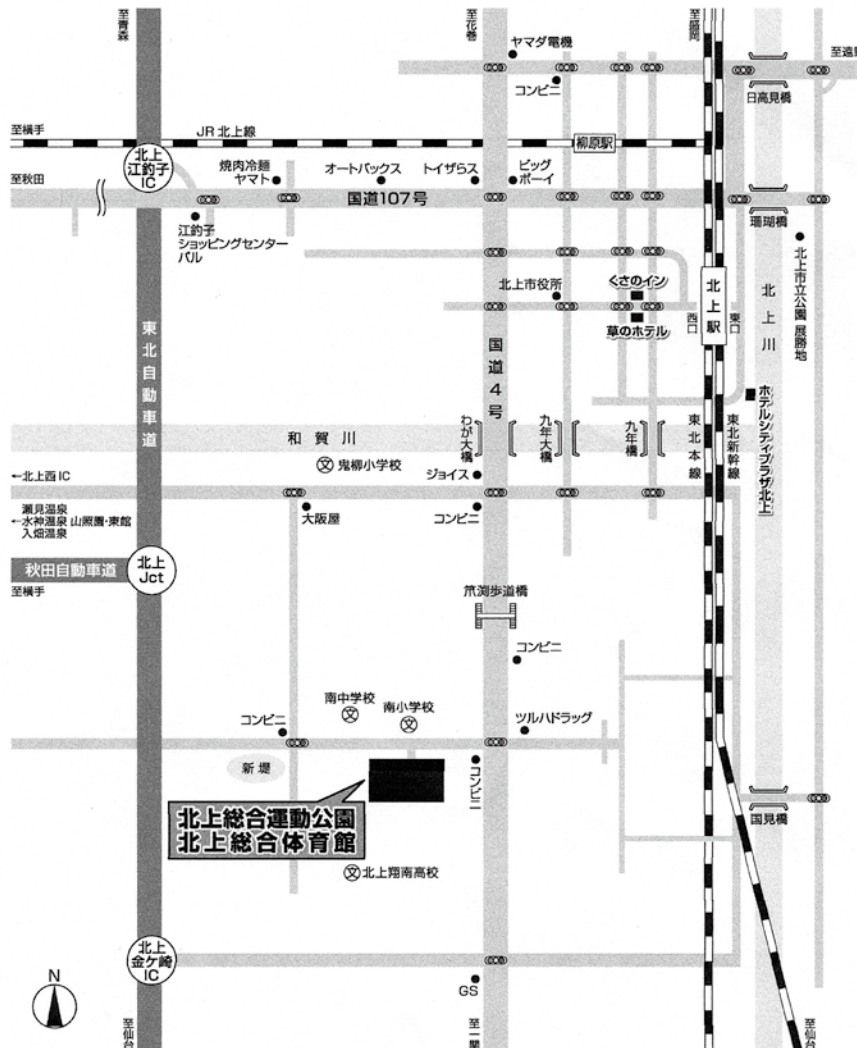 至青森
至花巻
至盛岡
ヤマダ電機
コンビニ
日高見橋
至横手
JR北上線
柳原駅
北上
江釣子
IC
焼肉冷麺
ヤマト
オートバックス
トイザらス
ビッグ
ボーイ
至秋田
国道107号
珊瑚橋
江釣子
ショッピングセンター
パル
北上市役所
くさのイン
草のホテル
北上駅
西口
東口
北上川
北上市立公園 展勝地
東北自動車道
国道4号
ホテルシティプラザ北上
和賀川
わが大橋
九年大橋
九年橋
東北本線
東北新幹線
←北上西IC
鬼柳小学校
文
ジョイス
瀬見温泉
←水神温泉 山照園・東館
入畑温泉
大阪屋
コンビニ
秋田自動車道
北上
Jct
至横手
笊渕歩道橋
コンビニ
南中学校
文
南小学校
文
コンビニ
ツルハドラッグ
新堤
コンビニ
北上総合運動公園
北上総合体育館
国見橋
文
北上翔南高校
北上
金ケ崎
IC
N
GS
至仙台
至一関
至仙台